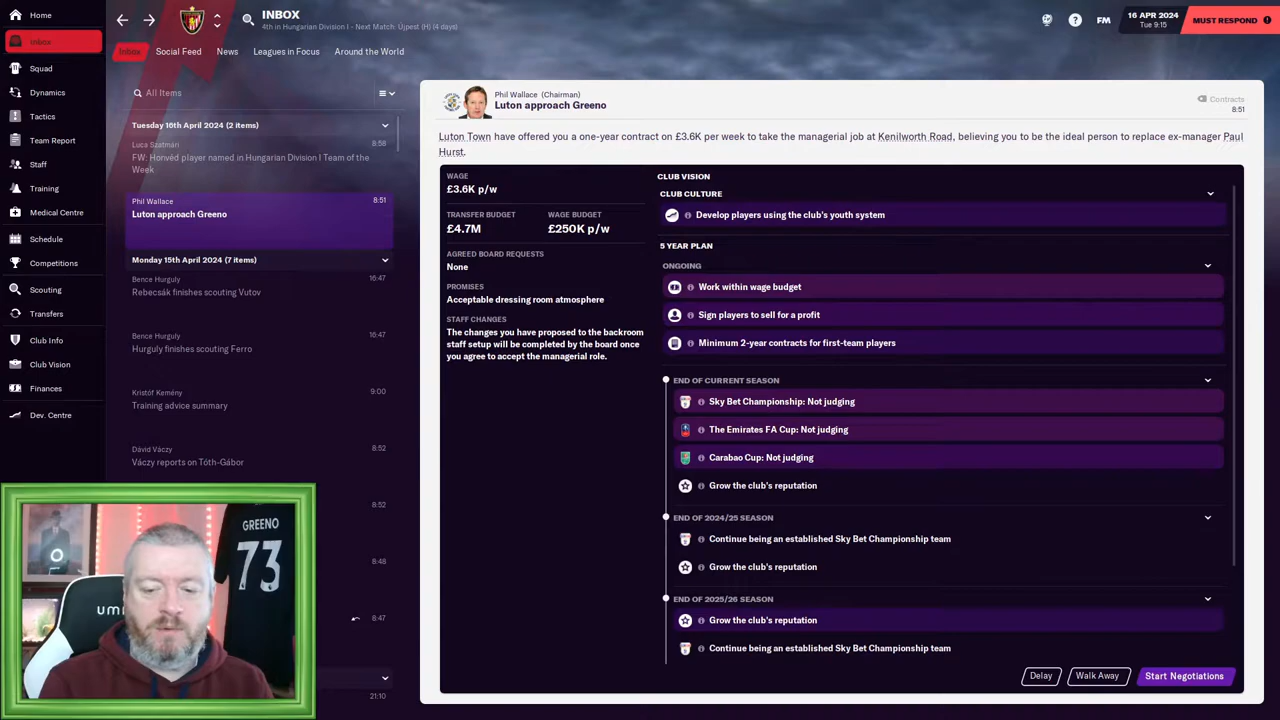 Home
Inbox
Squad
Dynamics
Tactics
Team Report
Staff
Training
Medical Centre
Schedule
Competitions
Scouting
Transfers
Club Info
Club Vision
Finances
Dev. Centre
INBOX
4th in Hungarian Division I - Next Match: Újpest (H) (4 days)
FM
16 APR 2024
Tue 9:15
MUST RESPOND
Inbox
Social Feed
News
Leagues in Focus
Around the World
All Items
Tuesday 16th April 2024 (2 items)
Luca Szatmári
8:58
FW: Honvéd player named in Hungarian Division I Team of the
Week
Phil Wallace
8:51
Luton approach Greeno
Monday 15th April 2024 (7 items)
Bence Hurguly
16:47
Rebecsák finishes scouting Vutov
Bence Hurguly
16:47
Hurguly finishes scouting Ferro
Kristóf Kemény
9:00
Training advice summary
Dávid Váczy
8:52
Váczy reports on Tóth-Gábor
8:52
8:48
8:47
21:10
Phil Wallace (Chairman)
Luton approach Greeno
Contracts
8:51
Luton Town have offered you a one-year contract on £3.6K per week to take the managerial job at Kenilworth Road, believing you to be the ideal person to replace ex-manager Paul
Hurst.
WAGE
£3.6K p/w
TRANSFER BUDGET
£4.7M
WAGE BUDGET
£250K p/w
AGREED BOARD REQUESTS
None
PROMISES
Acceptable dressing room atmosphere
STAFF CHANGES
The changes you have proposed to the backroom
staff setup will be completed by the board once
you agree to accept the managerial role.
CLUB VISION
CLUB CULTURE
Develop players using the club's youth system
5 YEAR PLAN
ONGOING
Work within wage budget
Sign players to sell for a profit
Minimum 2-year contracts for first-team players
END OF CURRENT SEASON
Sky Bet Championship: Not judging
The Emirates FA Cup: Not judging
Carabao Cup: Not judging
Grow the club's reputation
END OF 2024/25 SEASON
Continue being an established Sky Bet Championship team
Grow the club's reputation
END OF 2025/26 SEASON
Grow the club's reputation
Continue being an established Sky Bet Championship team
Delay
Walk Away
Start Negotiations
GREENO
73
UM